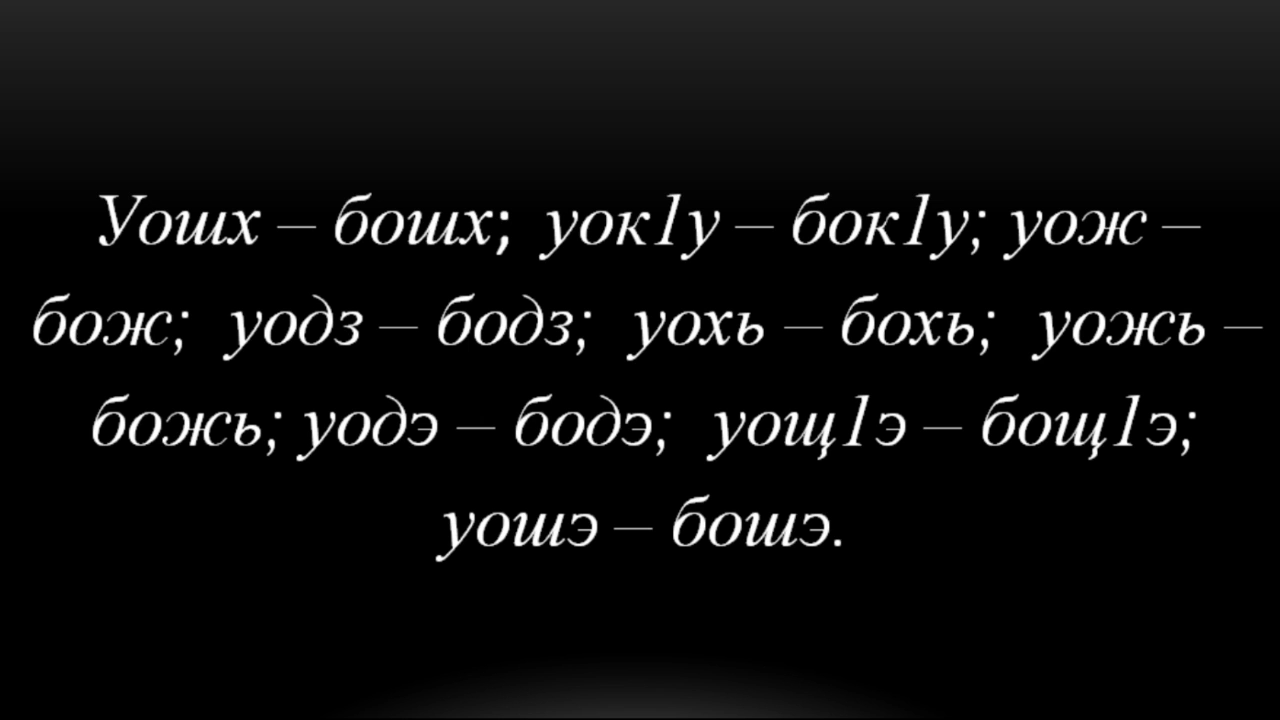 Уошх – бошх; уок1у – бок1у; уож –
бож; уодз – бодз; уохь – бохь; уожь –
божь; уодэ – бодэ; уощ1э – бощ1э;
уошэ – бошэ.